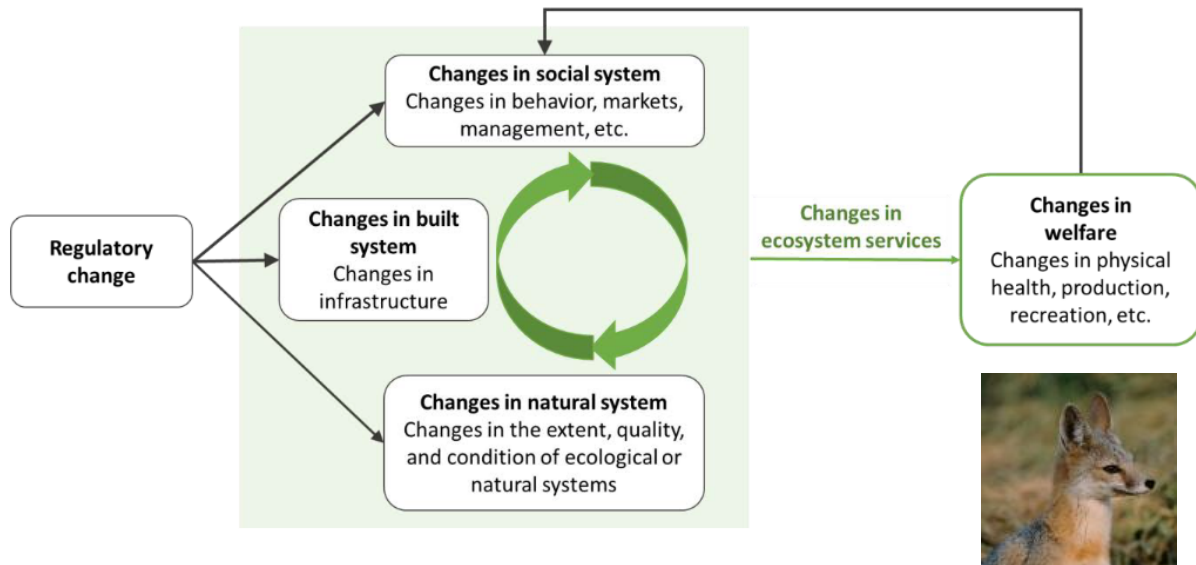 Changes in social system
Changes in behavior, markets,
management, etc.
Regulatory
change
Changes in built
system
Changes in
infrastructure
Changes in natural system
Changes in the extent, quality,
and condition of ecological or
natural systems
Changes in
ecosystem services
Changes in
welfare
Changes in physical
health, production,
recreation, etc.